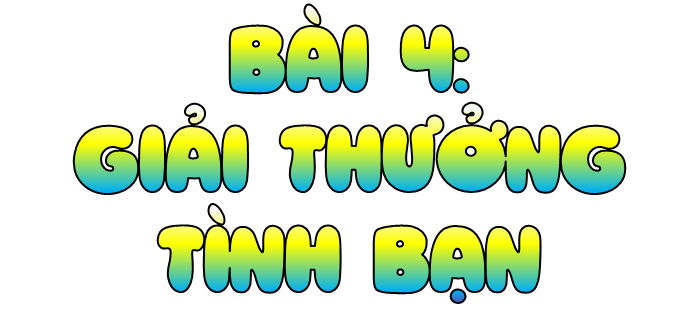 BÀI 4:
GIẢI THƯỞNG
TÌNH BẠN